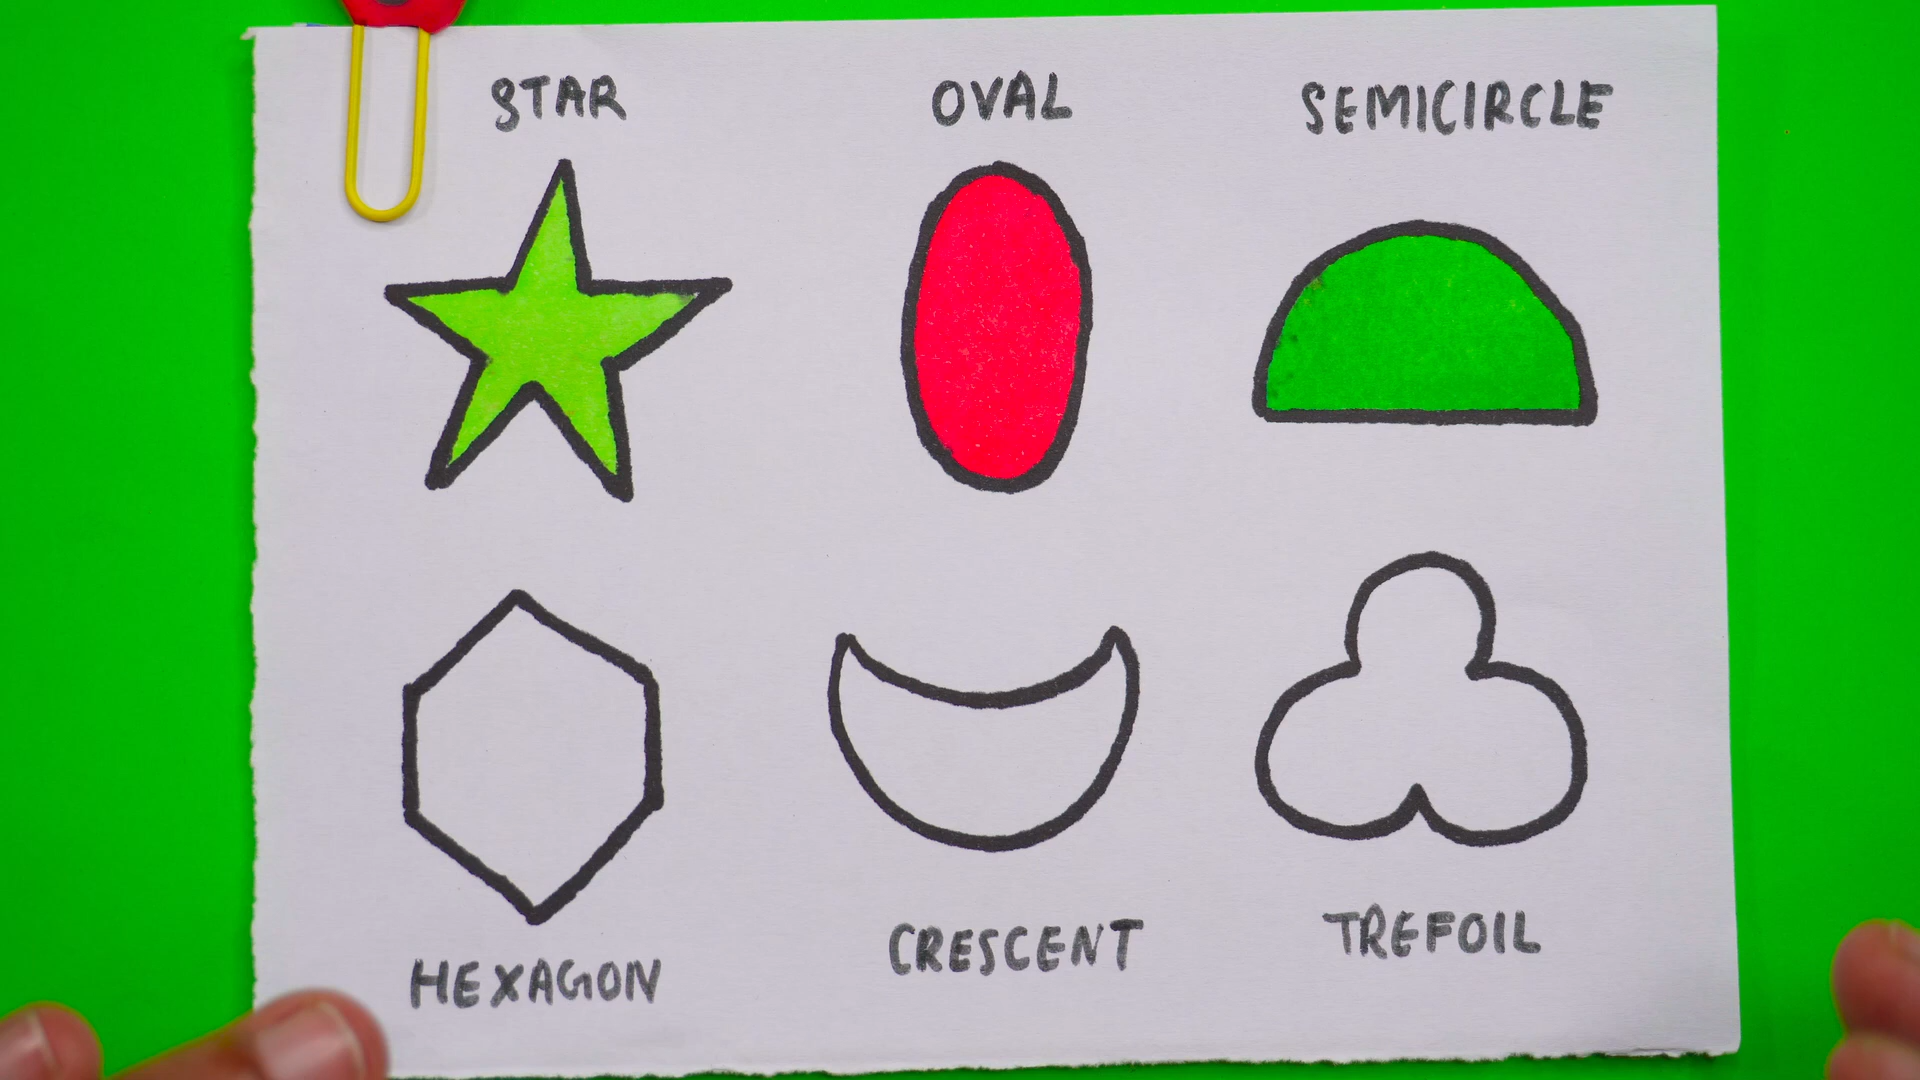 STAR
OVAL
SEMICIRCLE
HEXAGON
CRESCENT
TREFOIL